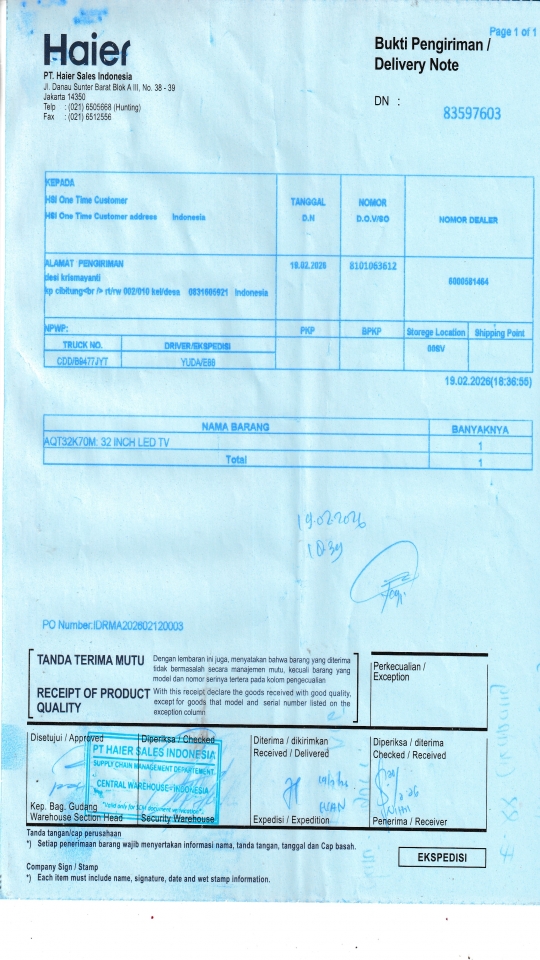 Page 1 of 1
Haier
Bukti Pengiriman /
Delivery Note
PT. Haier Sales Indonesia
Jl. Danau Sunter Barat Blok A III, No. 38 - 39
Jakarta 14350
Telp : (021) 6505668 (Hunting)
Fax : (021) 6512556
DN :
83597603
KEPADA
HSI One Time Customer
HSI One Time Customer address Indonesia
TANGGAL
D.N
NOMOR
D.O.V/SO
NOMOR DEALER
ALAMAT PENGIRIMAN
desi krismayanti
kp cibitung<br /> rt/rw 002/010 kel/desa 0831605921 Indonesia
19.02.2026
8101063612
6000581464
NPWP:
PKP
BPKP
Storege Location
Shipping Point
TRUCK NO.
DRIVER/EKSPEDISI
CDD/B9477JYT
YUDA/E88
006V
19.02.2026(18:36:55)
NAMA BARANG
BANYAKNYA
AQT32K70M: 32 INCH LED TV
1
Total
1
19.02.2026
18.39
PO Number:IDRMA202602120003
TANDA TERIMA MUTU
Dengan lembaran ini juga, menyatakan bahwa barang yang diterima
tidak bermasalah secara manajemen mutu, kecuali barang yang
model dan nomor serinya tertera pada kolom pengecualian
RECEIPT OF PRODUCT
QUALITY
With this receipt declare the goods received with good quality,
except for goods that model and serial number listed on the
exception column
Perkecualian /
Exception
Disetujui / Approved
Diperiksa / Checked
Diterima / dikirimkan
Received / Delivered
Diperiksa / diterima
Checked / Received
PT HAIER SALES INDONESIA
SUPPLY CHAIN MANAGEMENT DEPARTEMENT
CENTRAL WAREHOUSE - INDONESIA
Kep. Bag. Gudang
Warehouse Section Head
Security Warehouse
Expedisi / Expedition
Penerima / Receiver
Tanda tangan/cap perusahaan
*) Setiap penerimaan barang wajib menyertakan informasi nama, tanda tangan, tanggal dan Cap basah.
EKSPEDISI
Company Sign / Stamp
*) Each item must include name, signature, date and wet stamp information.